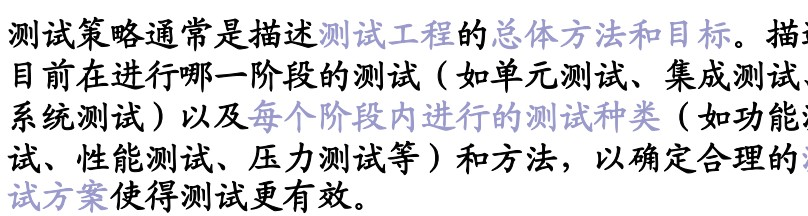 测试策略通常是描述测试工程的总体方法和目标。描
目前在进行哪一阶段的测试（如单元测试、集成测试、
系统测试）以及每个阶段内进行的测试种类（如功能
试、性能测试、压力测试等）和方法，以确定合理的
试方案使得测试更有效。